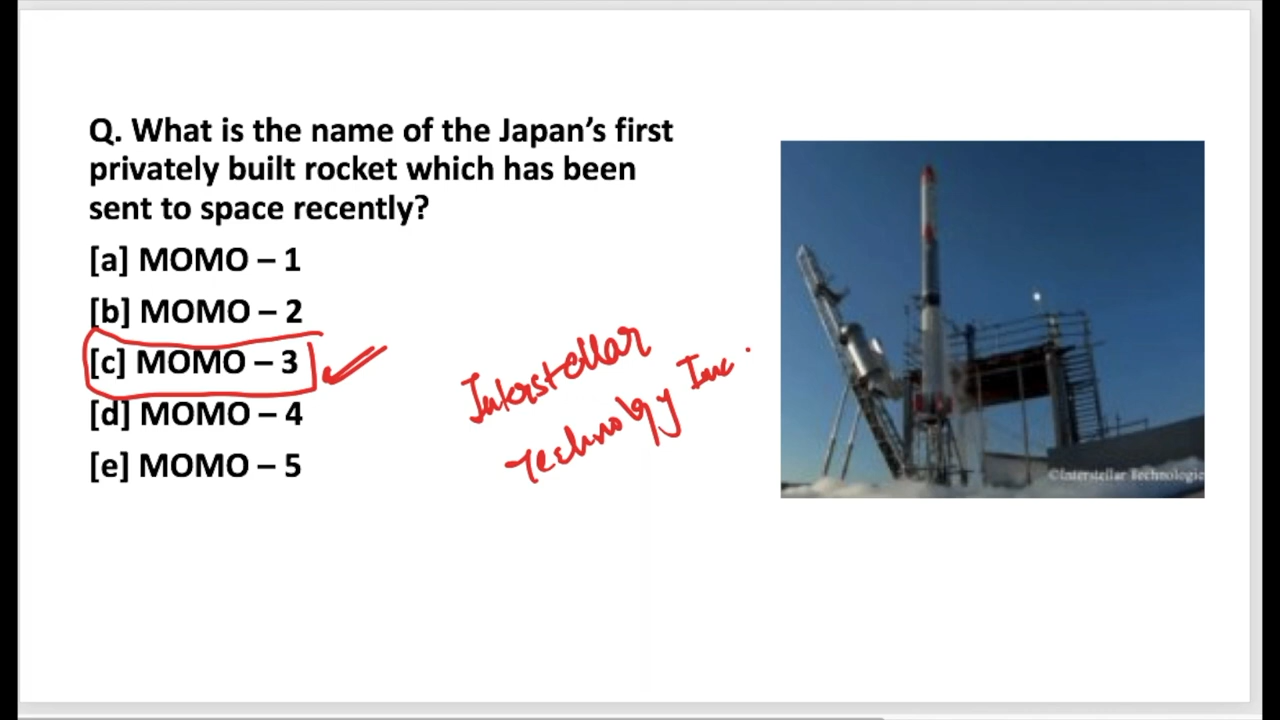 Q. What is the name of the Japan's first
privately built rocket which has been
sent to space recently?
[a] MOMO – 1
[b] MOMO – 2
[c] MOMO – 3
[d] MOMO – 4
[e] MOMO – 5
Interstellar
Technology Inc.
©Interstellar Technologie